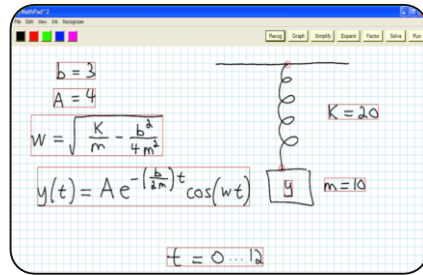 MathPad^2
File Edit View Ink Recognizer
Recog Graph Simplify Expand Factor Solve Run
b = 3
A = 4
w = √(K/m − b²/4m²)
y(t) = A e^−(b/2m)t cos(wt)
K = 20
y
m = 10
t = 0 ... 12